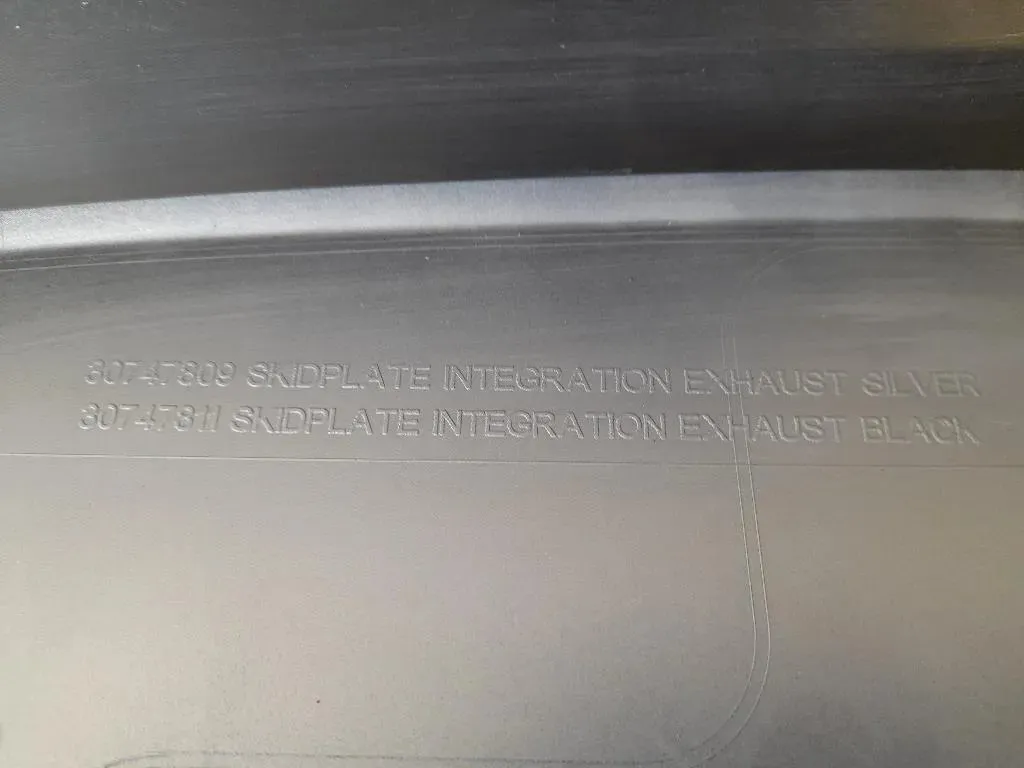 30747809 SKIDPLATE INTEGRATION EXHAUST SILVER
30747811 SKIDPLATE INTEGRATION EXHAUST BLACK